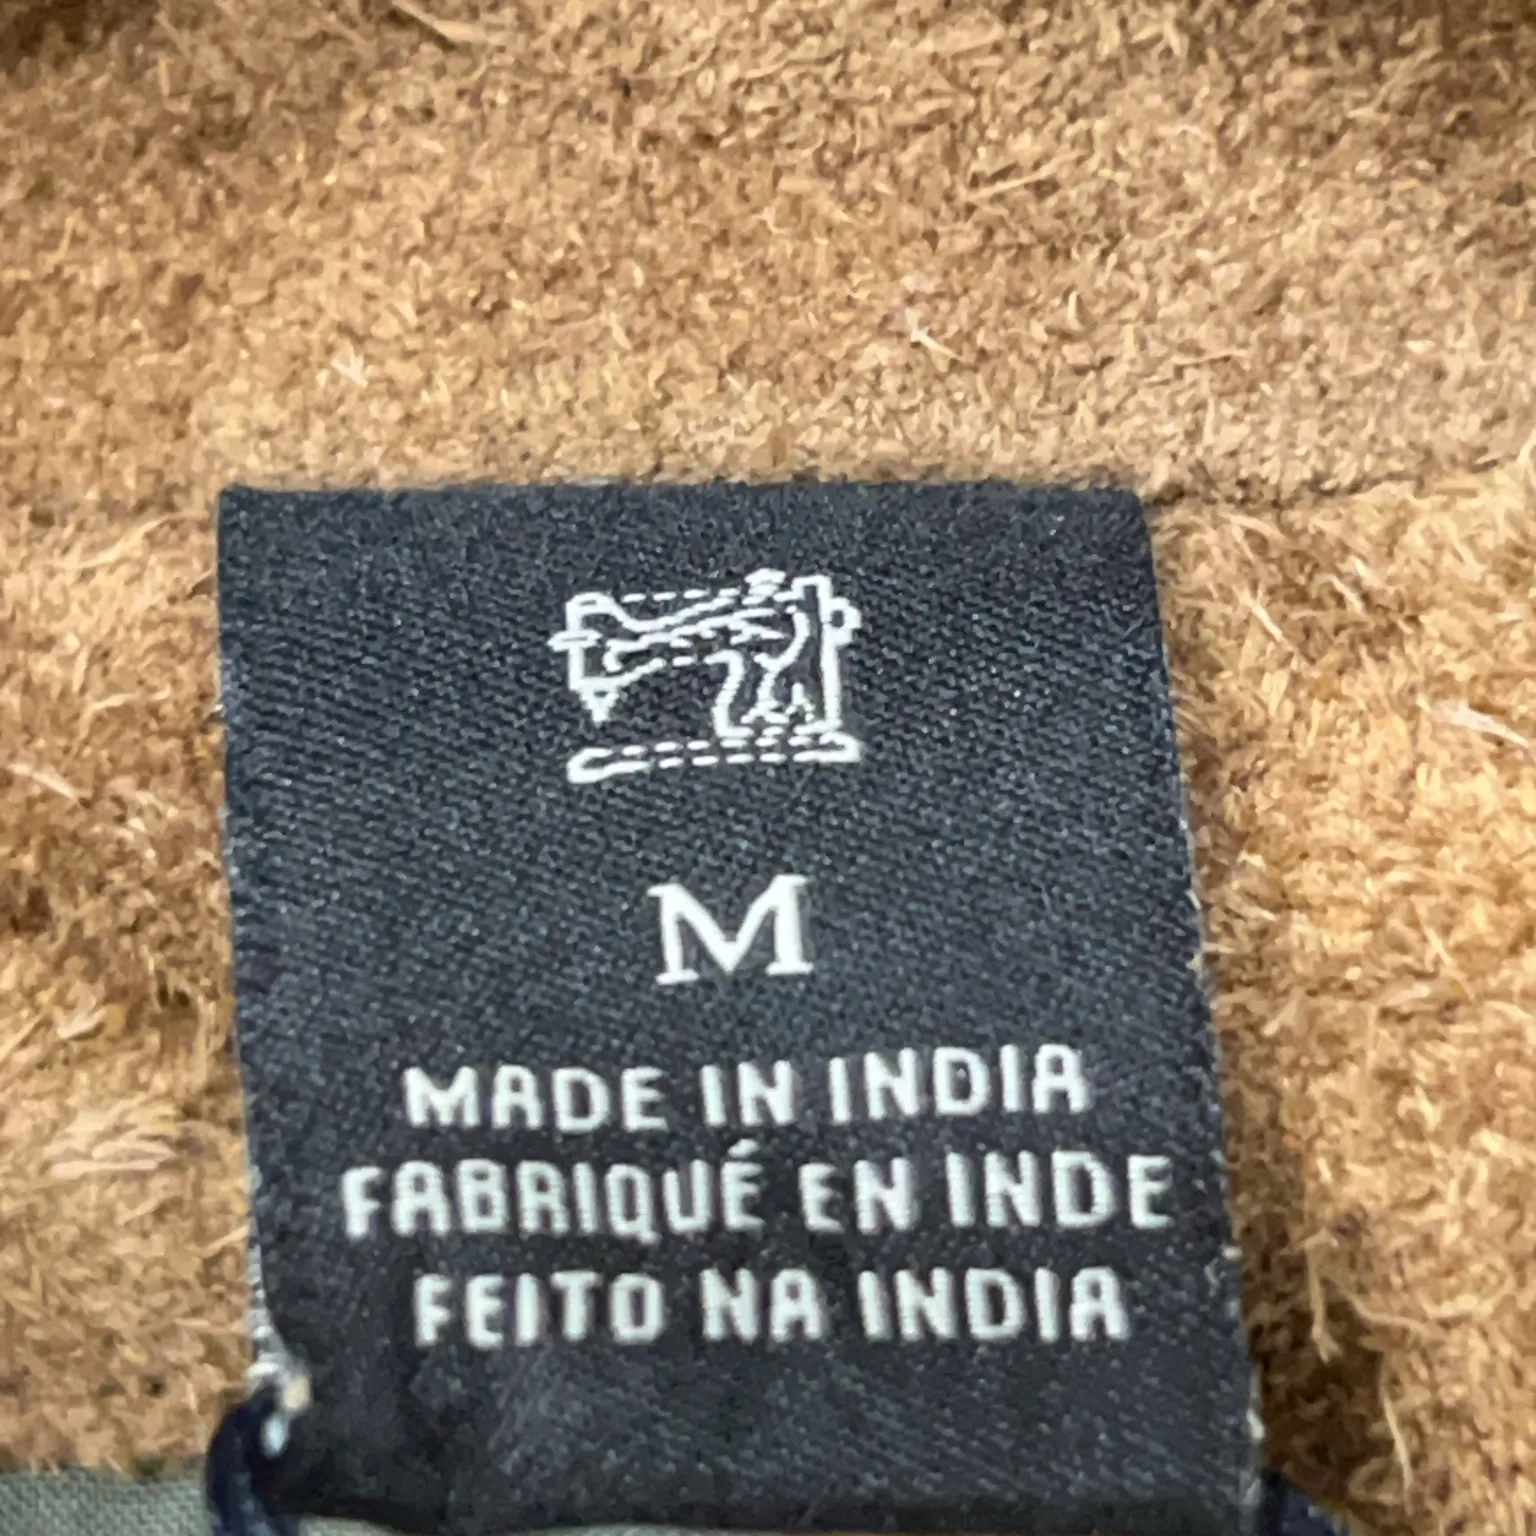 M
MADE IN INDIA
FABRIQUÉ EN INDE
FEITO NA INDIA